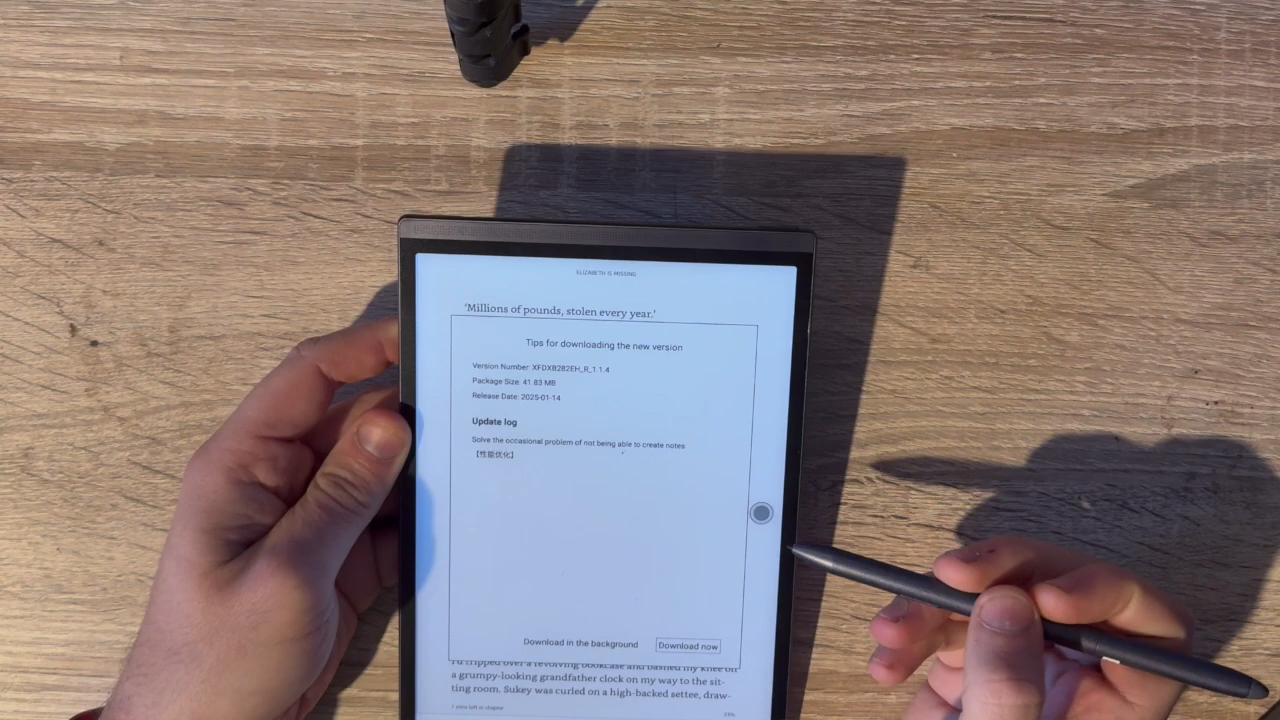 ELIZABETH IS MISSING
‘Millions of pounds, stolen every year.’
Tips for downloading the new version
Version Number: XFDXB282EH_R_1.1.4
Package Size: 41.83 MB
Release Date: 2025-01-14
Update log
Solve the occasional problem of not being able to create notes
【性能优化】
Download in the background
Download now
I'd tripped over a revolving bookcase and bashed my knee on
a grumpy-looking grandfather clock on my way to the sit-
ting room. Sukey was curled on a high-backed settee, draw-
mins left in chapter